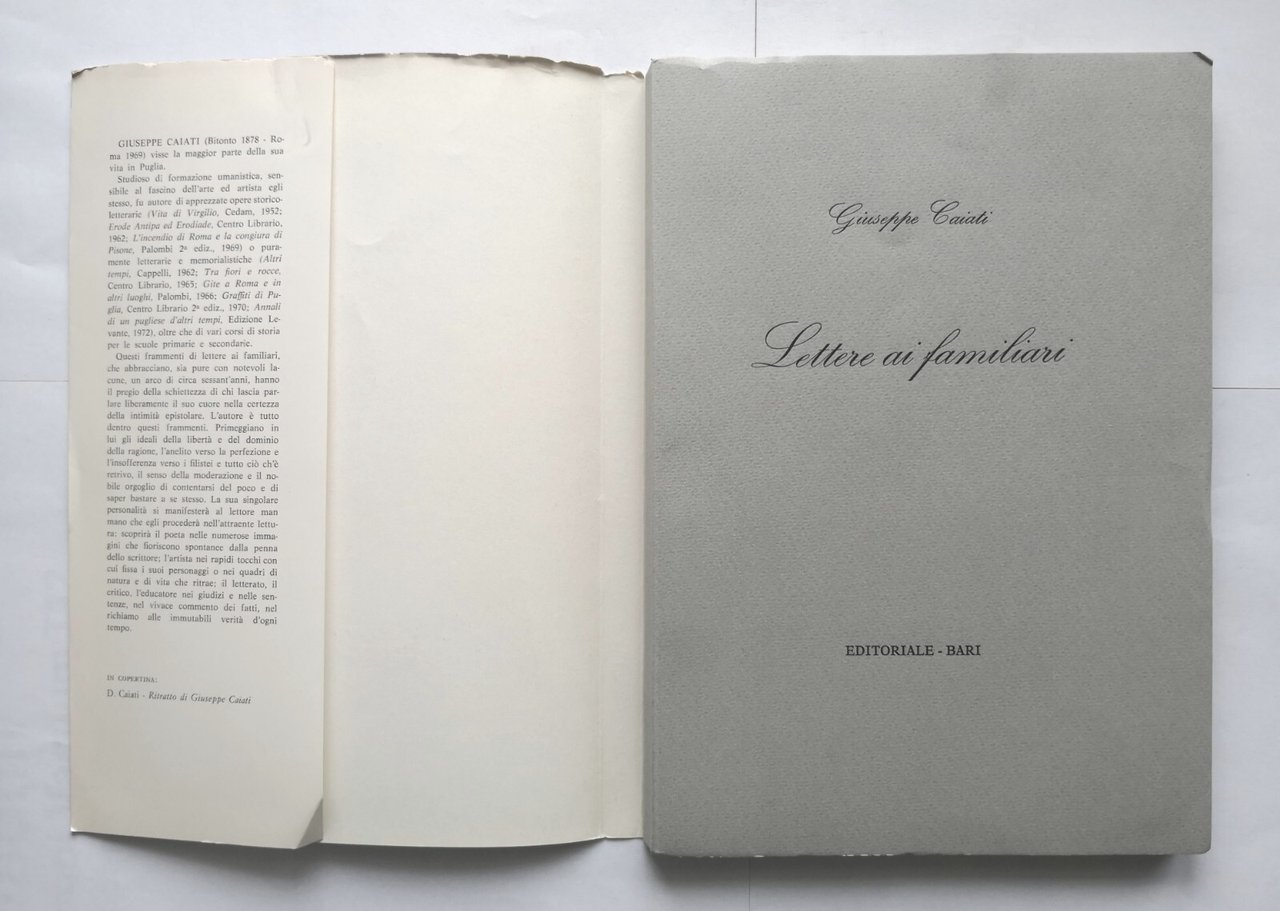 GIUSEPPE CAIATI (Bitonto 1878 - Ro-
ma 1969) visse la maggior parte della sua
vita in Puglia.
Studioso di formazione umanistica, sen-
sibile al fascino dell'arte ed artista egli
stesso, fu autore di apprezzate opere storico-
letterarie (Vita di Virgilio, Cedam, 1952;
Erode Antipa ed Erodiade, Centro Librario,
1962; L'incendio di Roma e la congiura di
Pisone, Palombi 2ª ediz., 1969) o pura-
mente letterarie e memorialistiche (Altri
tempi, Cappelli, 1962; Tra fiori e rocce,
Centro Librario, 1965; Gite a Roma e in
altri luoghi, Palombi, 1966; Graffiti di Pu-
glia, Centro Librario 2ª ediz., 1970; Annali
di un pugliese d'altri tempi, Edizione Le-
vante, 1972), oltre che di vari corsi di storia
per le scuole primarie e secondarie.
Questi frammenti di lettere ai familiari,
che abbracciano, sia pure con notevoli la-
cune, un arco di circa sessant'anni, hanno
il pregio della schiettezza di chi lascia par-
lare liberamente il suo cuore nella certezza
della intimità epistolare. L'autore è tutto
dentro questi frammenti. Primeggiano in
lui gli ideali della libertà e del dominio
della ragione, l'anelito verso la perfezione e
l'insofferenza verso i filistei e tutto ciò ch'è
retrivo, il senso della moderazione e il no-
bile orgoglio di contentarsi del poco e di
saper bastare a se stesso. La sua singolare
personalità si manifesterà al lettore man
mano che egli procederà nell'attraente lettu-
ra: scoprirà il poeta nelle numerose imma-
gini che fioriscono spontanee dalla penna
dello scrittore; l'artista nei rapidi tocchi con
cui fissa i suoi personaggi o nei quadri di
natura e di vita che ritrae; il letterato, il
critico, l'educatore nei giudizi e nelle sen-
tenze, nel vivace commento dei fatti, nel
richiamo alle immutabili verità d'ogni
tempo.
IN COPERTINA:
D. Caiati - Ritratto di Giuseppe Caiati
Giuseppe Caiati
Lettere ai familiari
EDITORIALE - BARI